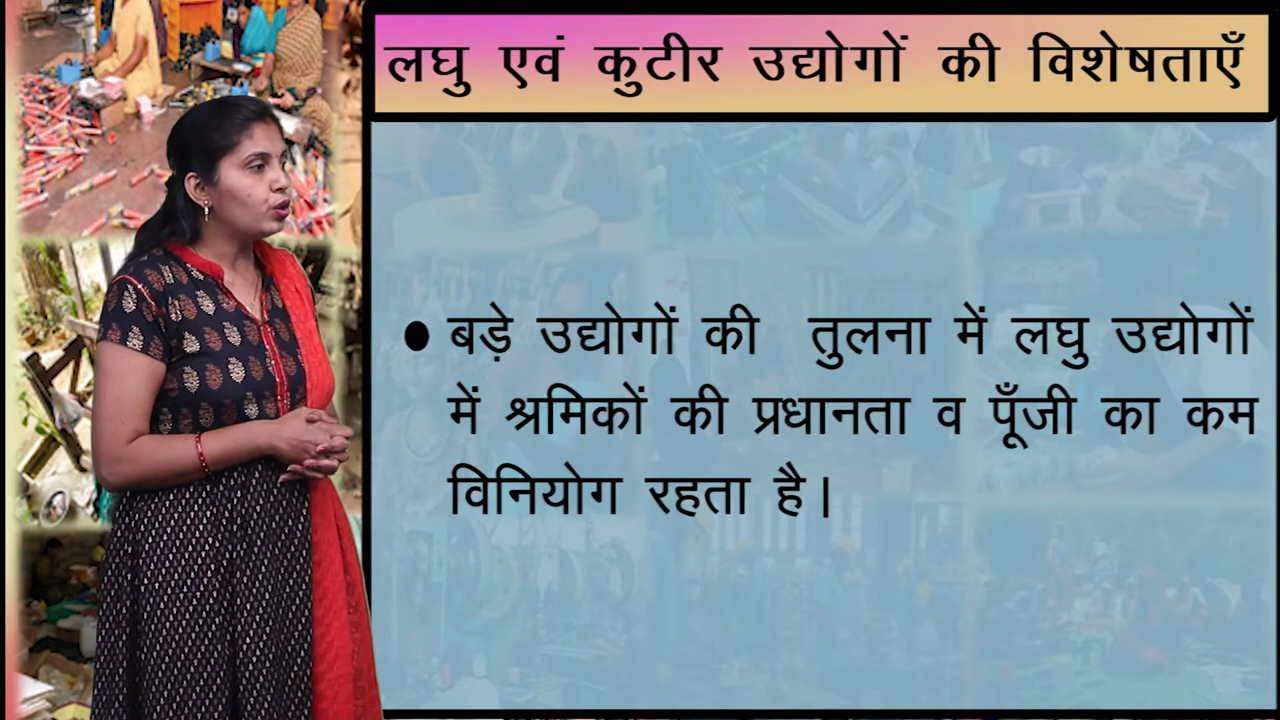 लघु एवं कुटीर उद्योगों की विशेषताएँ
● बड़े उद्योगों की तुलना में लघु उद्योगों
में श्रमिकों की प्रधानता व पूँजी का कम
विनियोग रहता है।